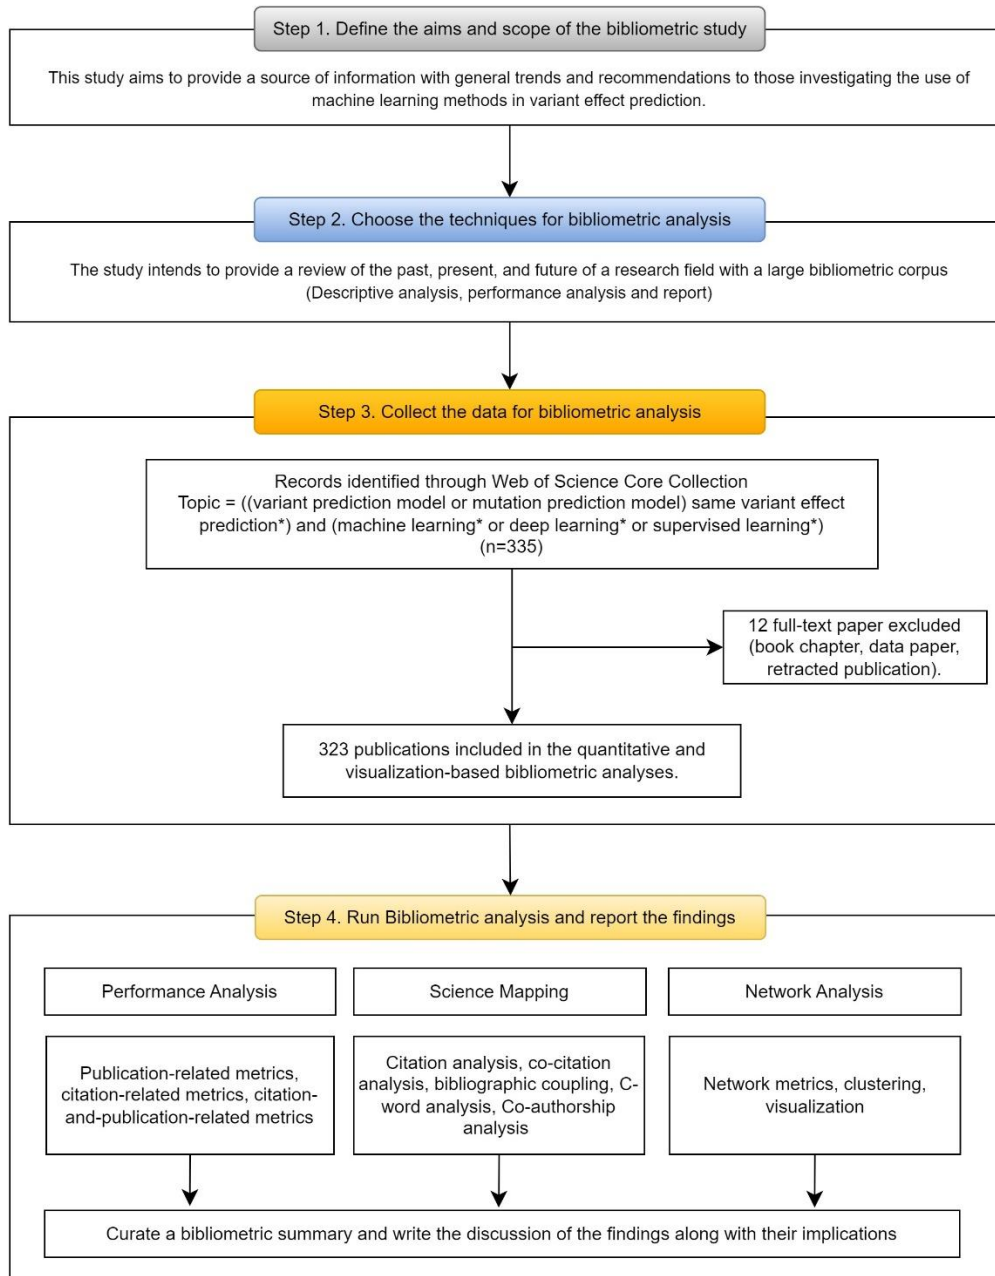 Step 1. Define the aims and scope of the bibliometric study
This study aims to provide a source of information with general trends and recommendations to those investigating the use of
machine learning methods in variant effect prediction.
Step 2. Choose the techniques for bibliometric analysis
The study intends to provide a review of the past, present, and future of a research field with a large bibliometric corpus
(Descriptive analysis, performance analysis and report)
Step 3. Collect the data for bibliometric analysis
Records identified through Web of Science Core Collection
Topic = ((variant prediction model or mutation prediction model) same variant effect
prediction*) and (machine learning* or deep learning* or supervised learning*)
(n=335)
12 full-text paper excluded
(book chapter, data paper,
retracted publication).
323 publications included in the quantitative and
visualization-based bibliometric analyses.
Step 4. Run Bibliometric analysis and report the findings
Performance Analysis
Science Mapping
Network Analysis
Publication-related metrics,
citation-related metrics, citation-
and-publication-related metrics
Citation analysis, co-citation
analysis, bibliographic coupling, C-
word analysis, Co-authorship
analysis
Network metrics, clustering,
visualization
Curate a bibliometric summary and write the discussion of the findings along with their implications